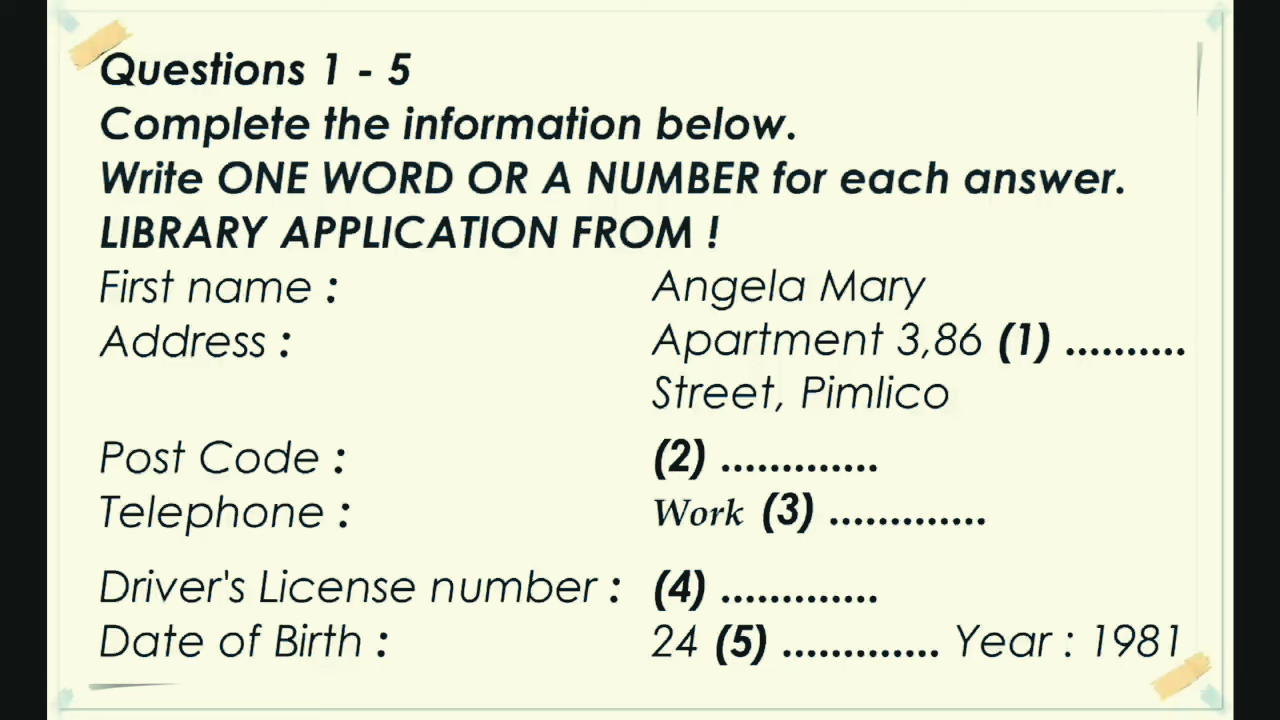 Questions 1 - 5
Complete the information below.
Write ONE WORD OR A NUMBER for each answer.
LIBRARY APPLICATION FROM !
First name : Angela Mary
Address : Apartment 3,86 (1) ..........
Street, Pimlico
Post Code : (2) .............
Telephone : Work (3) .............
Driver's License number : (4) .............
Date of Birth : 24 (5) ............. Year : 1981